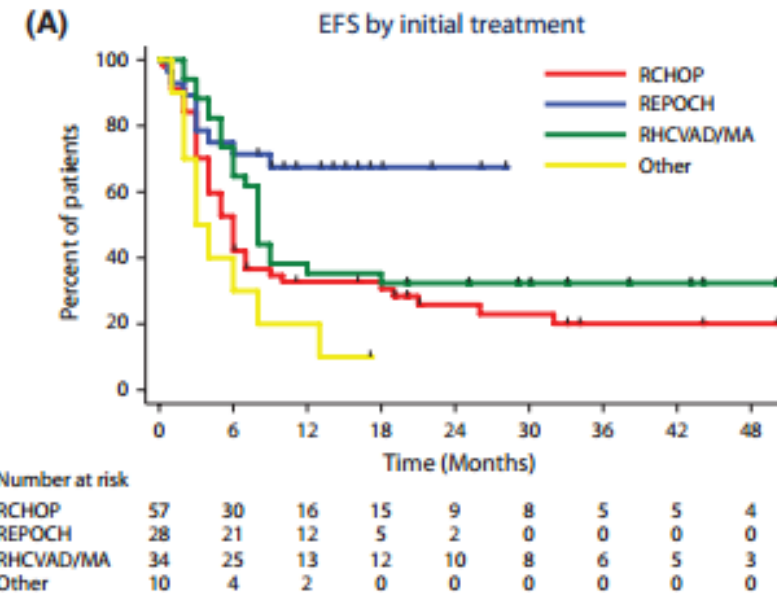 (A) EFS by initial treatment
RCHOP
REPOCH
RHCVAD/MA
Other
Percent of patients
100
80
60
40
20
0
0 6 12 18 24 30 36 42 48
Time (Months)
Number at risk
RCHOP 57 30 16 15 9 8 5 5 4
REPOCH 28 21 12 5 2 0 0 0 0
RHCVAD/MA 34 25 13 12 10 8 6 5 3
Other 10 4 2 0 0 0 0 0 0